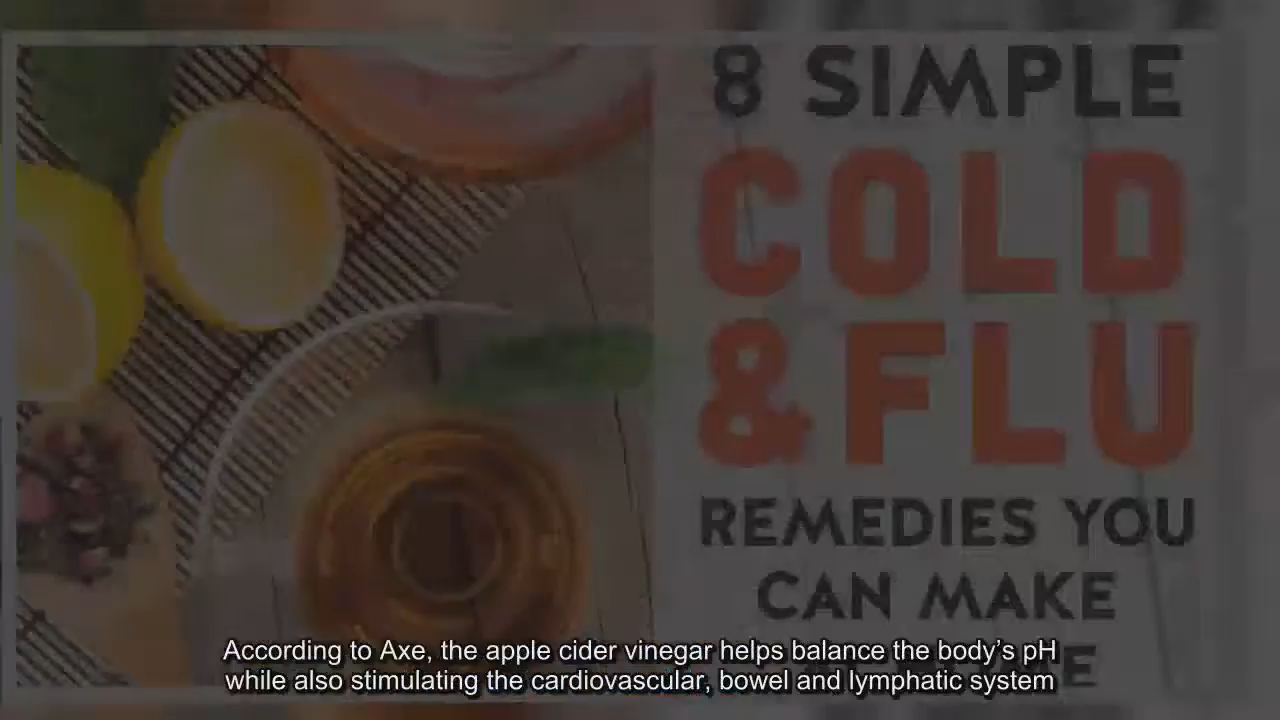 8 SIMPLE
COLD
& FLU
REMEDIES YOU
CAN MAKE
According to Axe, the apple cider vinegar helps balance the body’s pH
while also stimulating the cardiovascular, bowel and lymphatic system